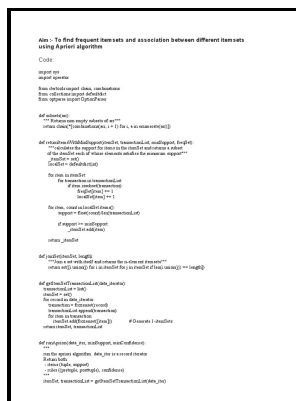 Aim :- To find frequent itemsets and association between different itemsets
using Apriori algorithm
Code:
import sys
import operator
from itertools import chain, combinations
from collections import defaultdict
from optparse import OptionParser
def subsets(arr):
""" Returns non empty subsets of arr"""
return chain(*[combinations(arr, i + 1) for i, a in enumerate(arr)])
def returnItemsWithMinSupport(itemSet, transactionList, minSupport, freqSet):
"""calculates the support for items in the itemSet and returns a subset
of the itemSet each of whose elements satisfies the minimum support"""
_itemSet = set()
localSet = defaultdict(int)
for item in itemSet:
for transaction in transactionList:
if item.issubset(transaction):
freqSet[item] += 1
localSet[item] += 1
for item, count in localSet.items():
support = float(count)/len(transactionList)
if support >= minSupport:
_itemSet.add(item)
return _itemSet
def joinSet(itemSet, length):
"""Join a set with itself and returns the n-element itemsets"""
return set([i.union(j) for i in itemSet for j in itemSet if len(i.union(j)) == length])
def getItemSetTransactionList(data_iterator):
transactionList = list()
itemSet = set()
for record in data_iterator:
transaction = frozenset(record)
transactionList.append(transaction)
for item in transaction:
itemSet.add(frozenset([item])) # Generate 1-itemSets
return itemSet, transactionList
def runApriori(data_iter, minSupport, minConfidence):
"""
run the apriori algorithm. data_iter is a record iterator
Return both:
- items (tuple, support)
- rules ((pretuple, posttuple), confidence)
"""
itemSet, transactionList = getItemSetTransactionList(data_iter)